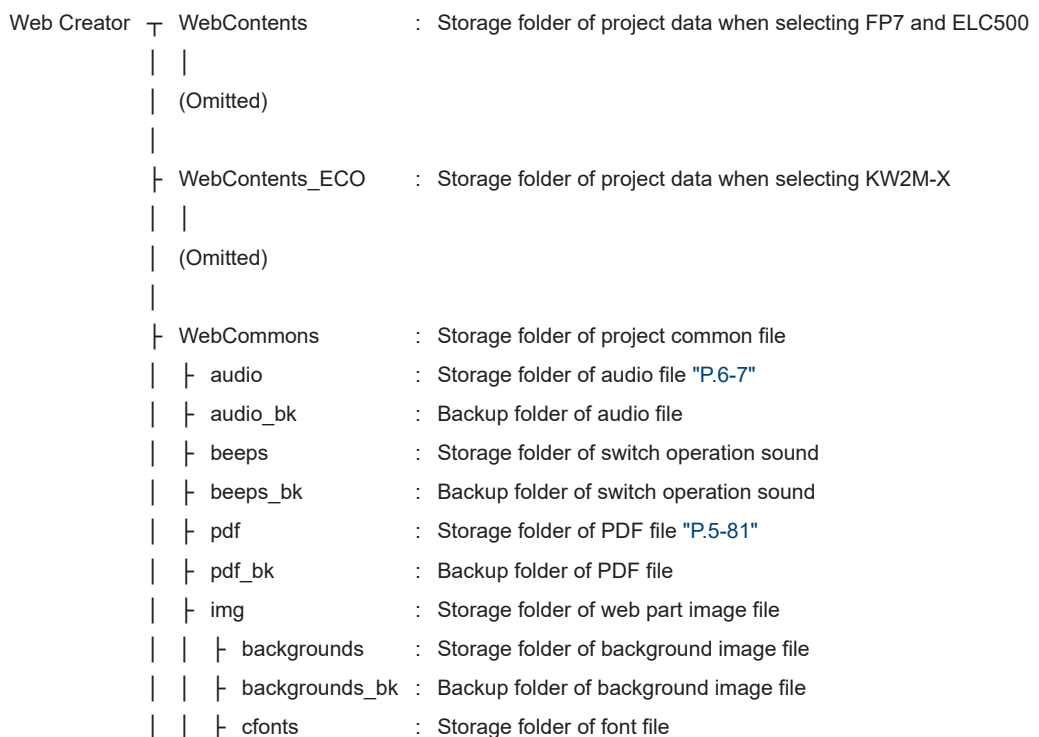 Web Creator ┬ WebContents : Storage folder of project data when selecting FP7 and ELC500
│ │
│ (Omitted)
│
├ WebContents_ECO : Storage folder of project data when selecting KW2M-X
│ │
│ (Omitted)
│
├ WebCommons : Storage folder of project common file
│ ├ audio : Storage folder of audio file "P.6-7"
│ ├ audio_bk : Backup folder of audio file
│ ├ beeps : Storage folder of switch operation sound
│ ├ beeps_bk : Backup folder of switch operation sound
│ ├ pdf : Storage folder of PDF file "P.5-81"
│ ├ pdf_bk : Backup folder of PDF file
│ ├ img : Storage folder of web part image file
│ │ ├ backgrounds : Storage folder of background image file
│ │ ├ backgrounds_bk : Backup folder of background image file
│ │ ├ cfonts : Storage folder of font file